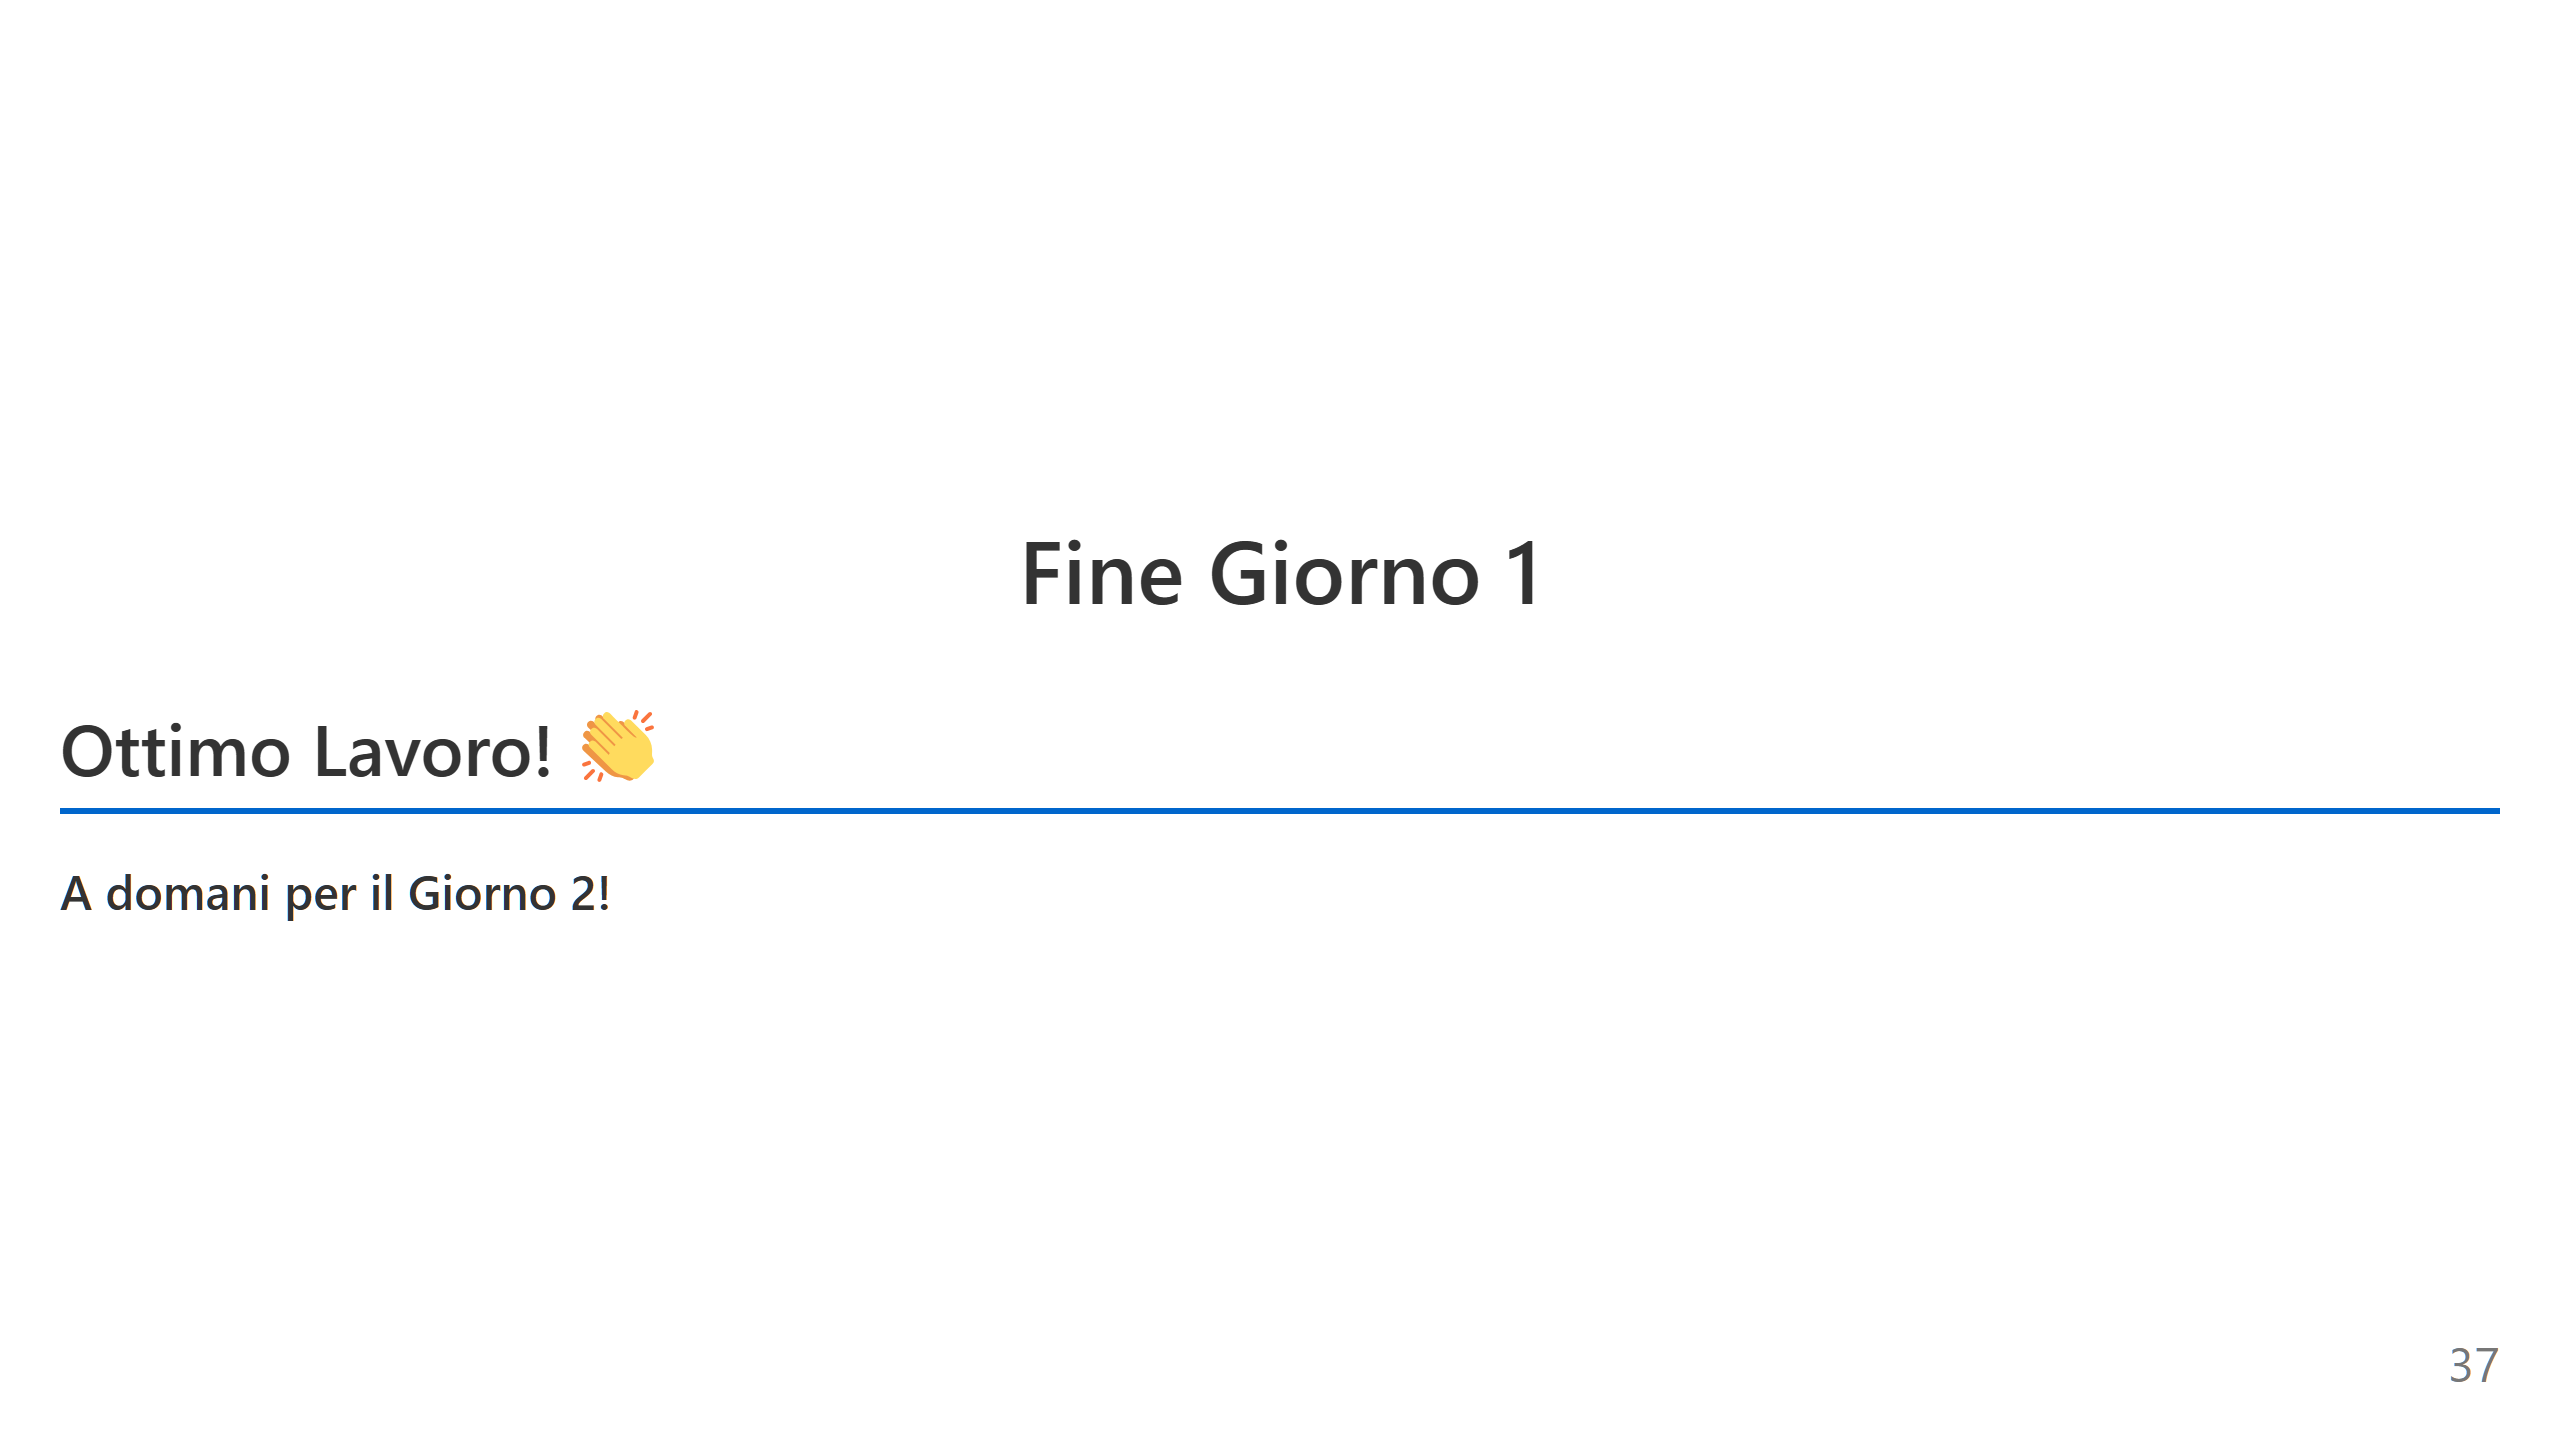 Fine Giorno 1
Ottimo Lavoro! 👏
A domani per il Giorno 2!
37